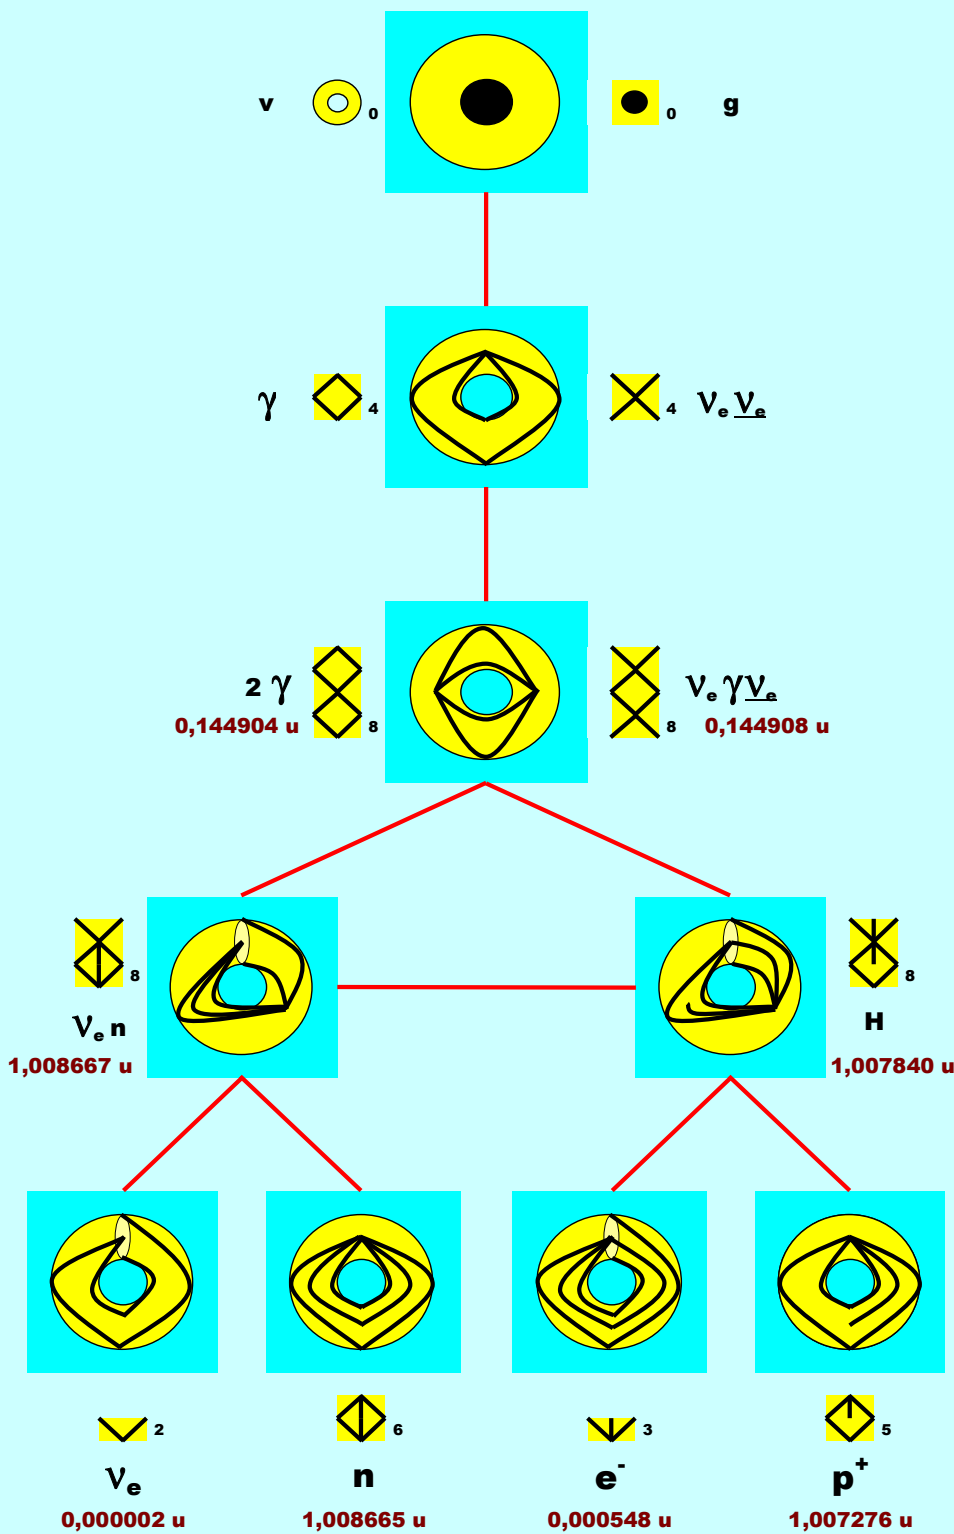 v 0 0 g
γ 4 4 νe νe
2 γ 8 8 νe γ νe
0,144904 u 0,144908 u
8 8
νe n H
1,008667 u 1,007840 u
2 6 3 5
νe n e- p+
0,000002 u 1,008665 u 0,000548 u 1,007276 u